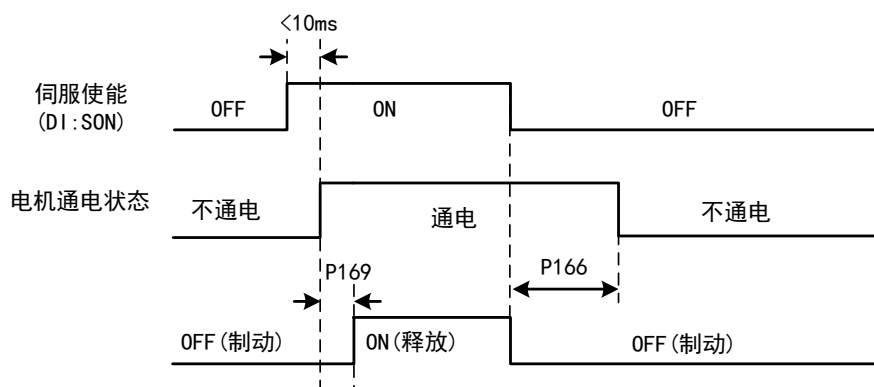 <10ms
伺服使能
(DI:SON)
OFF
ON
OFF
电机通电状态
不通电
通电
不通电
P169
P166
OFF(制动)
ON(释放)
OFF(制动)